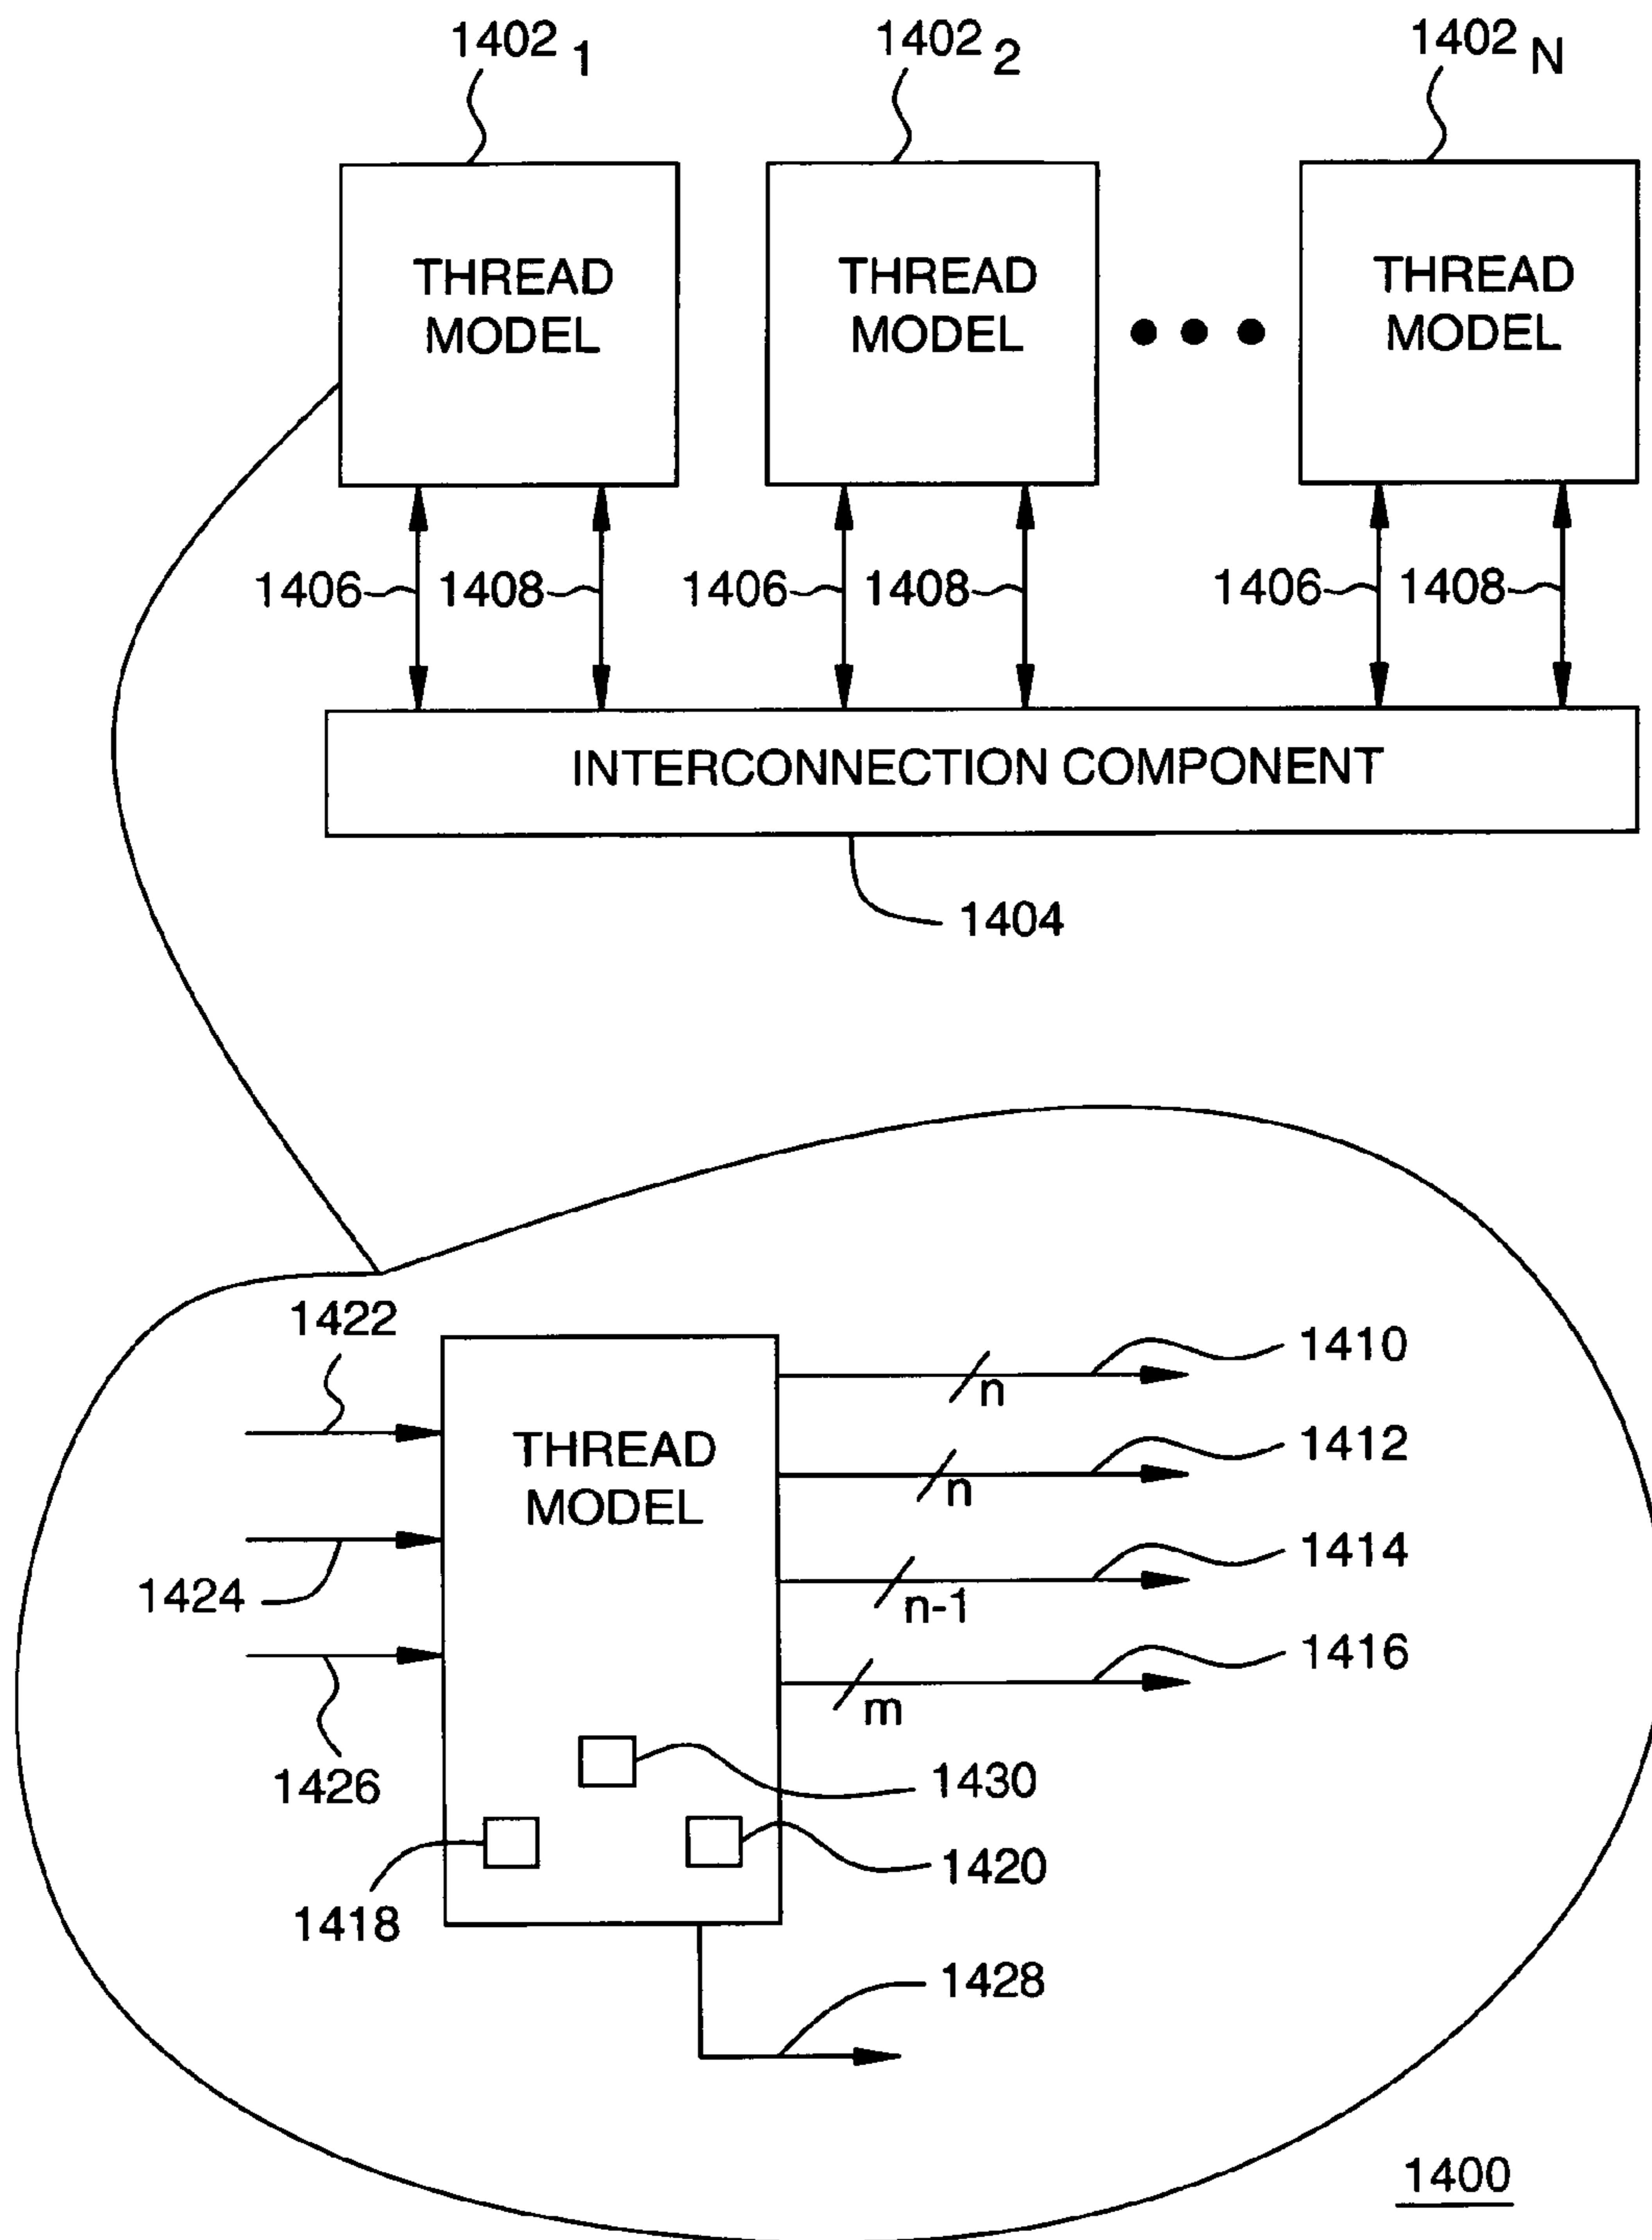 1402 1
1402 2
1402 N
THREAD
MODEL
THREAD
MODEL
THREAD
MODEL
1406
1408
1406
1408
1406
1408
INTERCONNECTION COMPONENT
1404
1422
1424
1426
THREAD
MODEL
n
1410
n
1412
n-1
1414
m
1416
1430
1420
1418
1428
1400